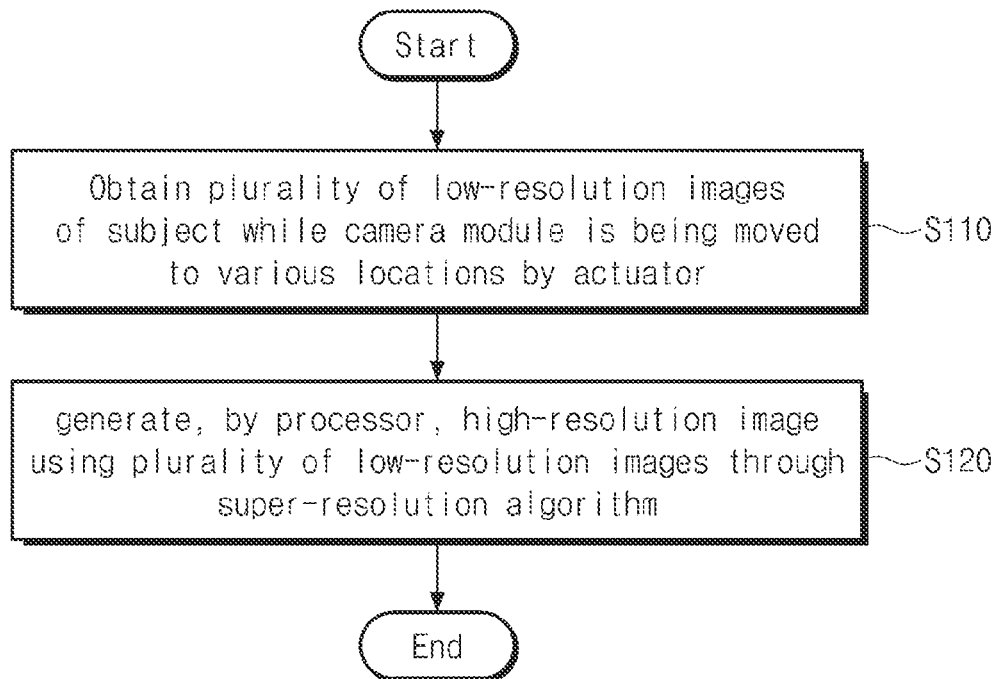 Start
Obtain plurality of low-resolution images
of subject while camera module is being moved
to various locations by actuator
S110
generate, by processor, high-resolution image
using plurality of low-resolution images through
super-resolution algorithm
S120
End